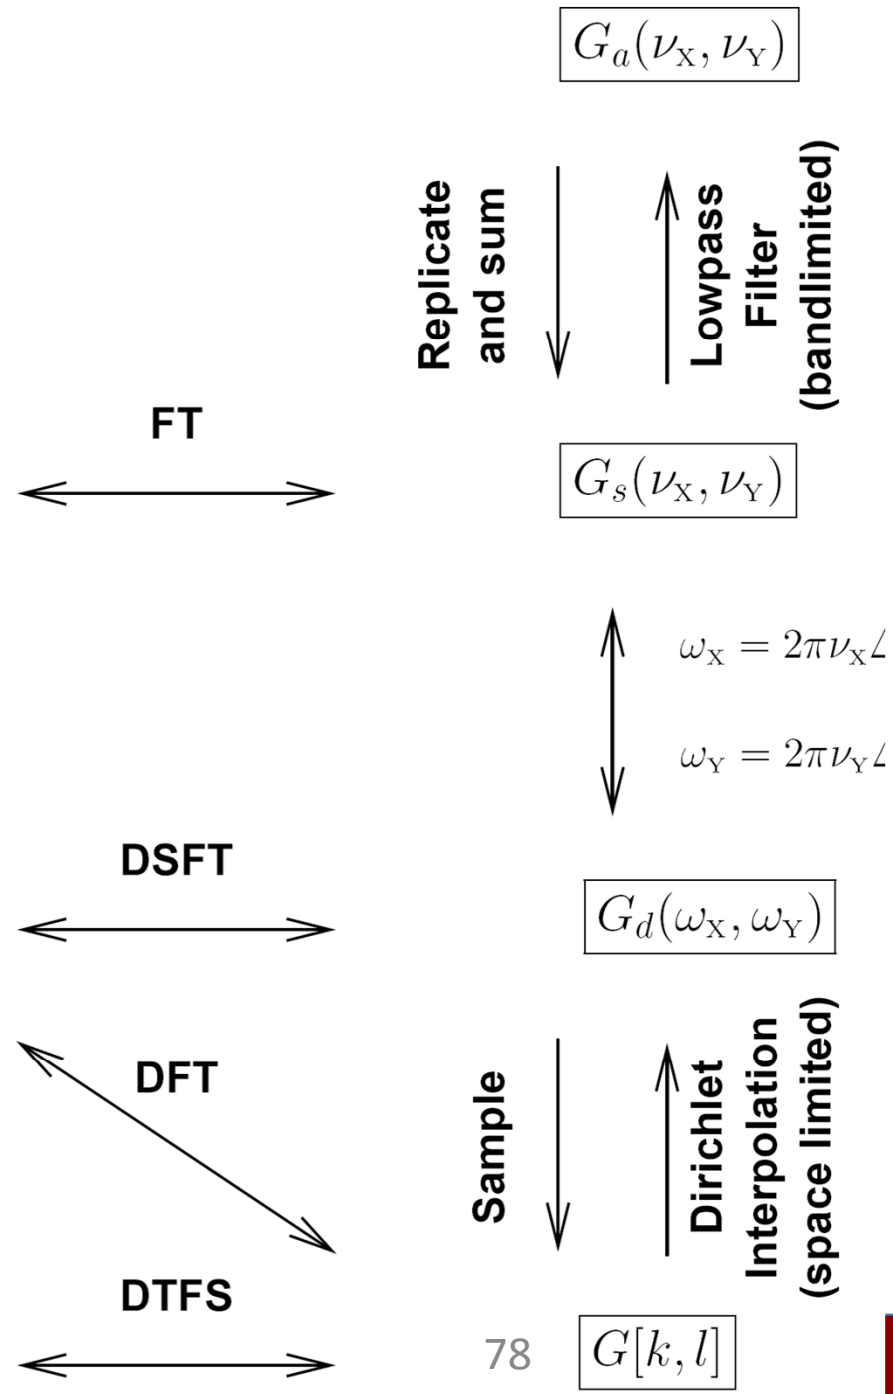 G_a(ν_X, ν_Y)
Replicate
and sum
Lowpass
Filter
(bandlimited)
FT
G_s(ν_X, ν_Y)
ω_X = 2πν_X
ω_Y = 2πν_Y
DSFT
G_d(ω_X, ω_Y)
DFT
Sample
Dirichlet
Interpolation
(space limited)
DTFS
78
G[k, l]